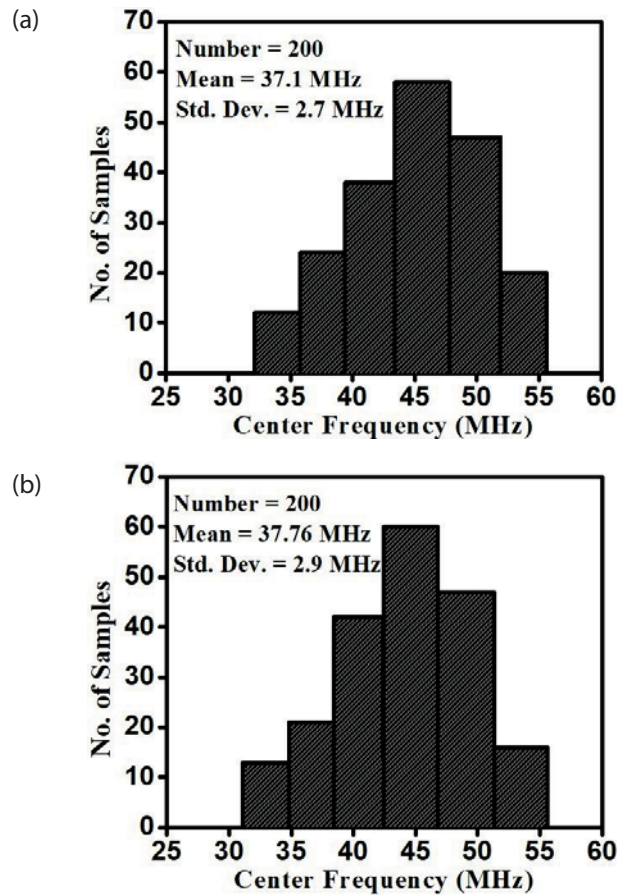 (a)
70
60
50
40
30
20
10
0
No. of Samples
Number = 200
Mean = 37.1 MHz
Std. Dev. = 2.7 MHz
25 30 35 40 45 50 55 60
Center Frequency (MHz)
(b)
70
60
50
40
30
20
10
0
No. of Samples
Number = 200
Mean = 37.76 MHz
Std. Dev. = 2.9 MHz
25 30 35 40 45 50 55 60
Center Frequency (MHz)